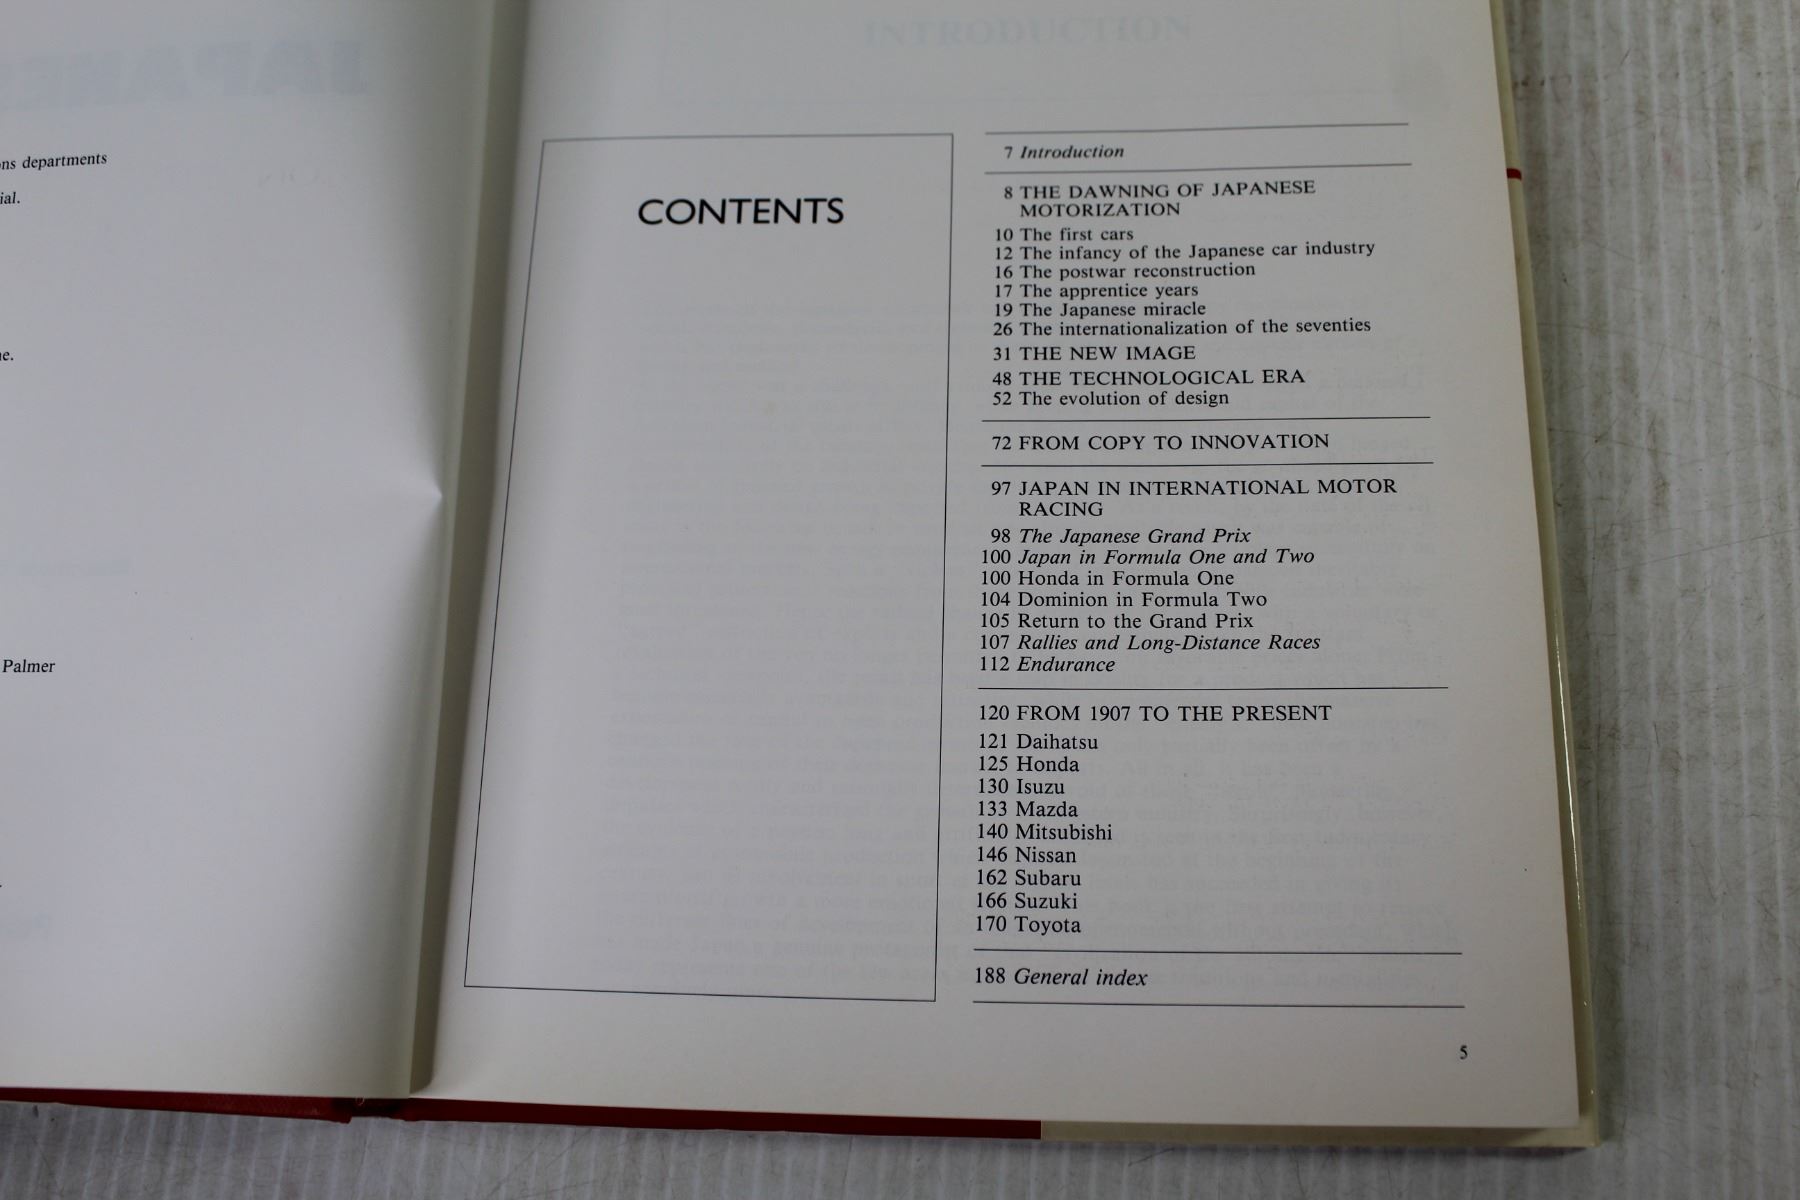 ns departments
ial.
e.
Palmer
CONTENTS
7 Introduction
8 THE DAWNING OF JAPANESE
MOTORIZATION
10 The first cars
12 The infancy of the Japanese car industry
16 The postwar reconstruction
17 The apprentice years
19 The Japanese miracle
26 The internationalization of the seventies
31 THE NEW IMAGE
48 THE TECHNOLOGICAL ERA
52 The evolution of design
72 FROM COPY TO INNOVATION
97 JAPAN IN INTERNATIONAL MOTOR
RACING
98 The Japanese Grand Prix
100 Japan in Formula One and Two
100 Honda in Formula One
104 Dominion in Formula Two
105 Return to the Grand Prix
107 Rallies and Long-Distance Races
112 Endurance
120 FROM 1907 TO THE PRESENT
121 Daihatsu
125 Honda
130 Isuzu
133 Mazda
140 Mitsubishi
146 Nissan
162 Subaru
166 Suzuki
170 Toyota
188 General index
5